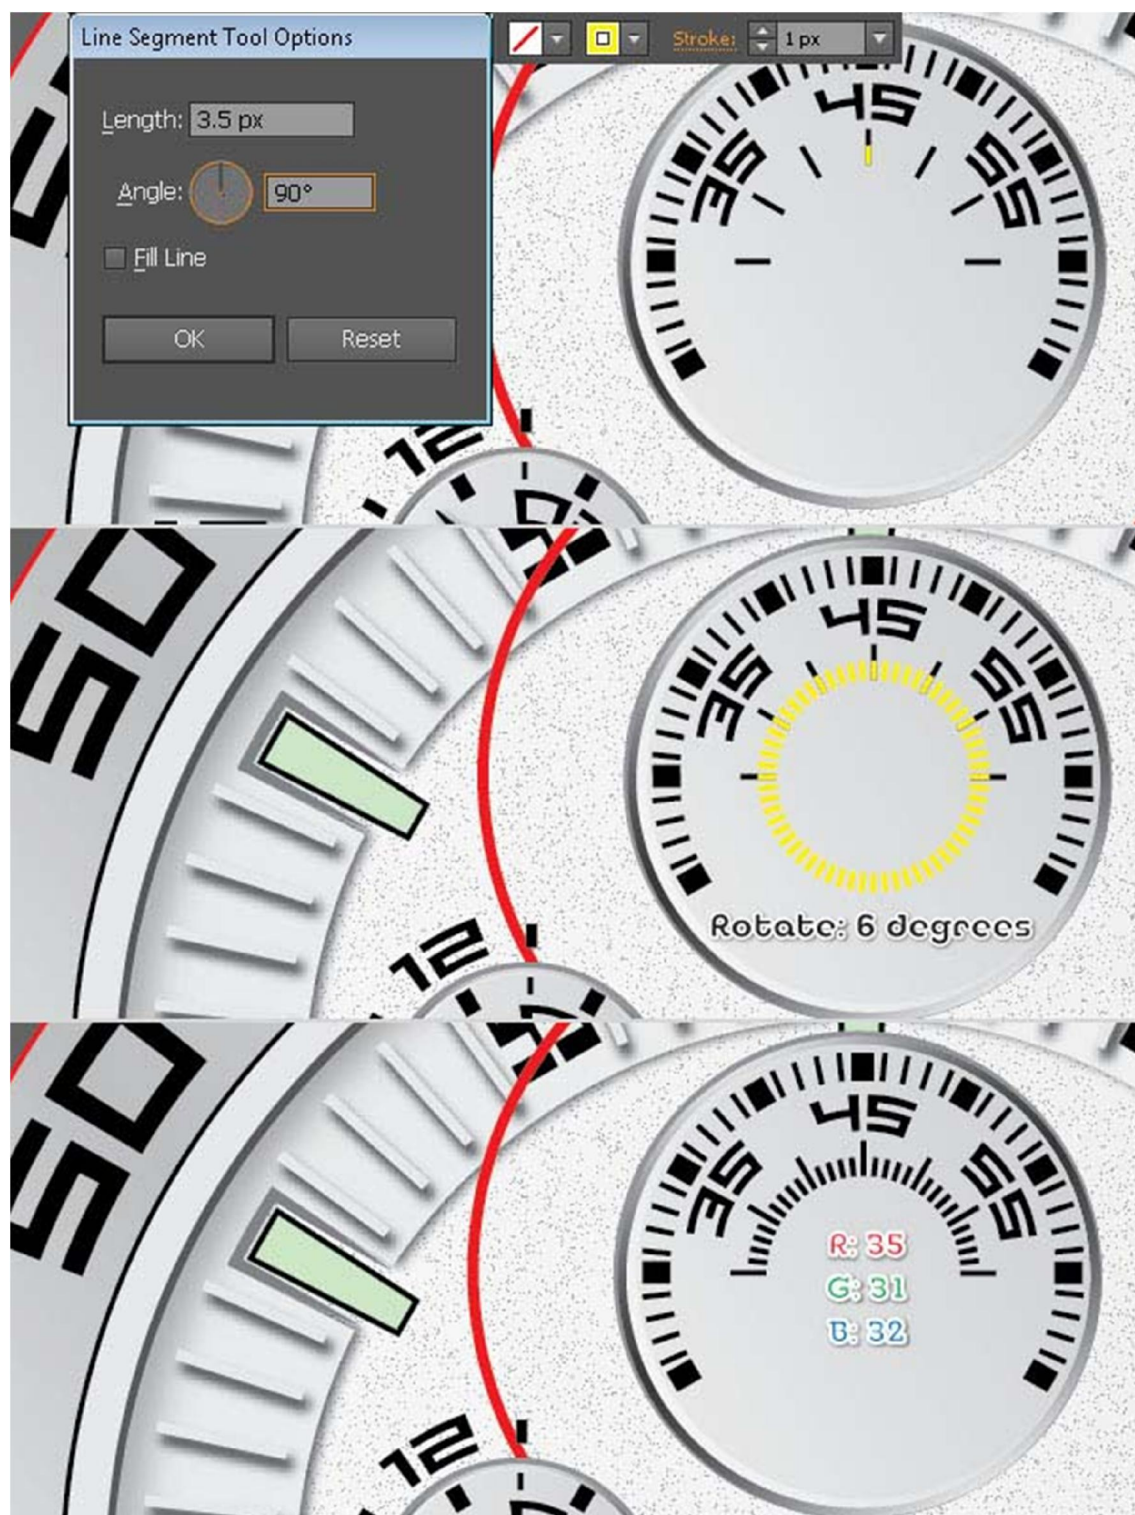 Line Segment Tool Options
Stroke: 1 px
Length: 3.5 px
Angle: 90°
Fill Line
OK Reset
35 45 55
12
50
35 45 55
Rotate: 6 degrees
12
50
35 45 55
R: 35
G: 31
B: 32
12